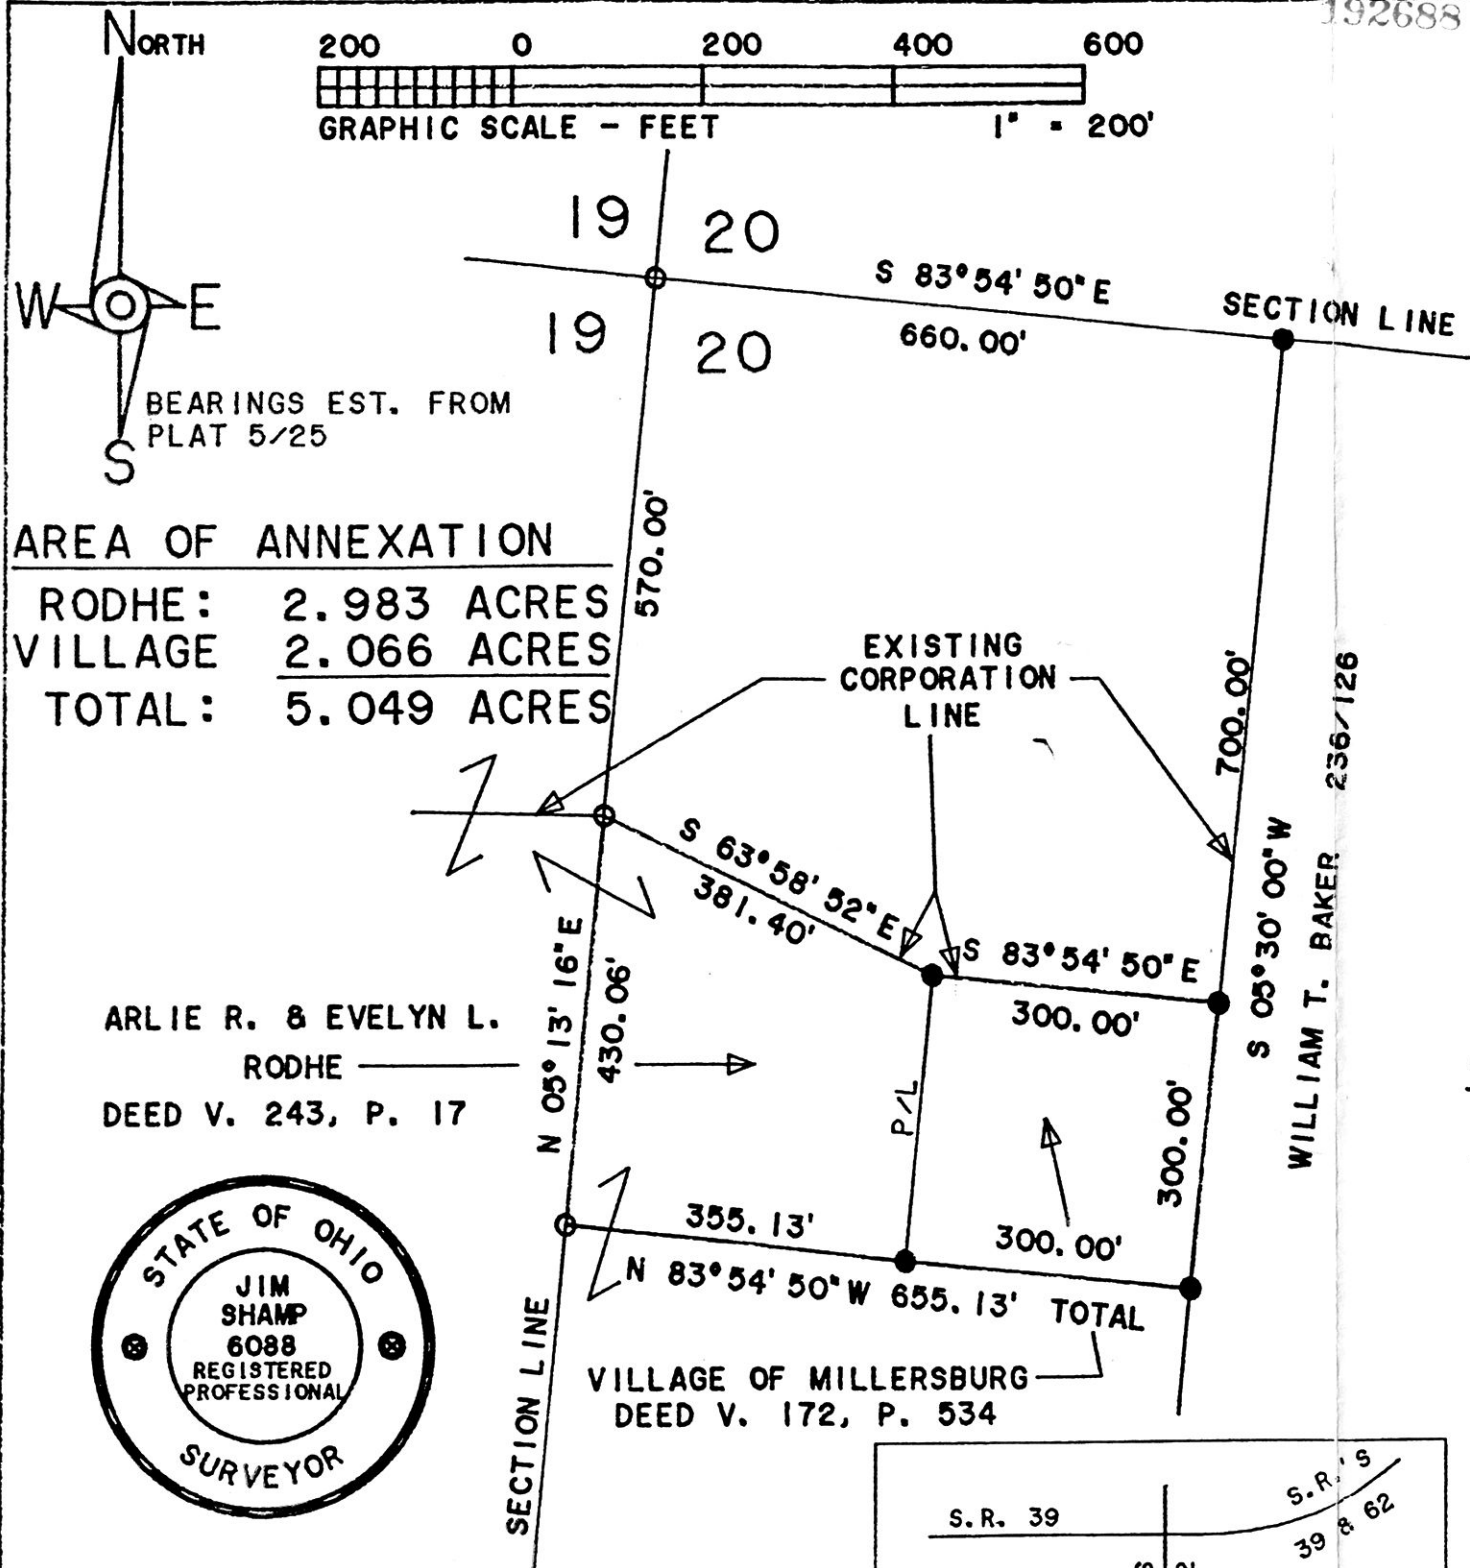 192688
NORTH
200 0 200 400 600
GRAPHIC SCALE - FEET 1" = 200'
19 20
S 83°54'50"E
SECTION LINE
660.00'
19 20
W E
S
BEARINGS EST. FROM
PLAT 5/25
AREA OF ANNEXATION
RODHE: 2.983 ACRES
VILLAGE 2.066 ACRES
TOTAL: 5.049 ACRES
570.00'
EXISTING
CORPORATION
LINE
700.00'
236/126
S 63°58'52"E
381.40'
S 83°54'50"E
300.00'
S 05°30'00"W
WILLIAM T. BAKER
N 05°13'16"E
430.06'
ARLIE R. & EVELYN L.
RODHE
DEED V. 243, P. 17
P/L
300.00'
355.13'
300.00'
N 83°54'50"W 655.13' TOTAL
VILLAGE OF MILLERSBURG
DEED V. 172, P. 534
STATE OF OHIO
JIM
SHAMP
6088
REGISTERED
PROFESSIONAL
SURVEYOR
SECTION LINE
S.R. 39
S.R.'S
39 & 62